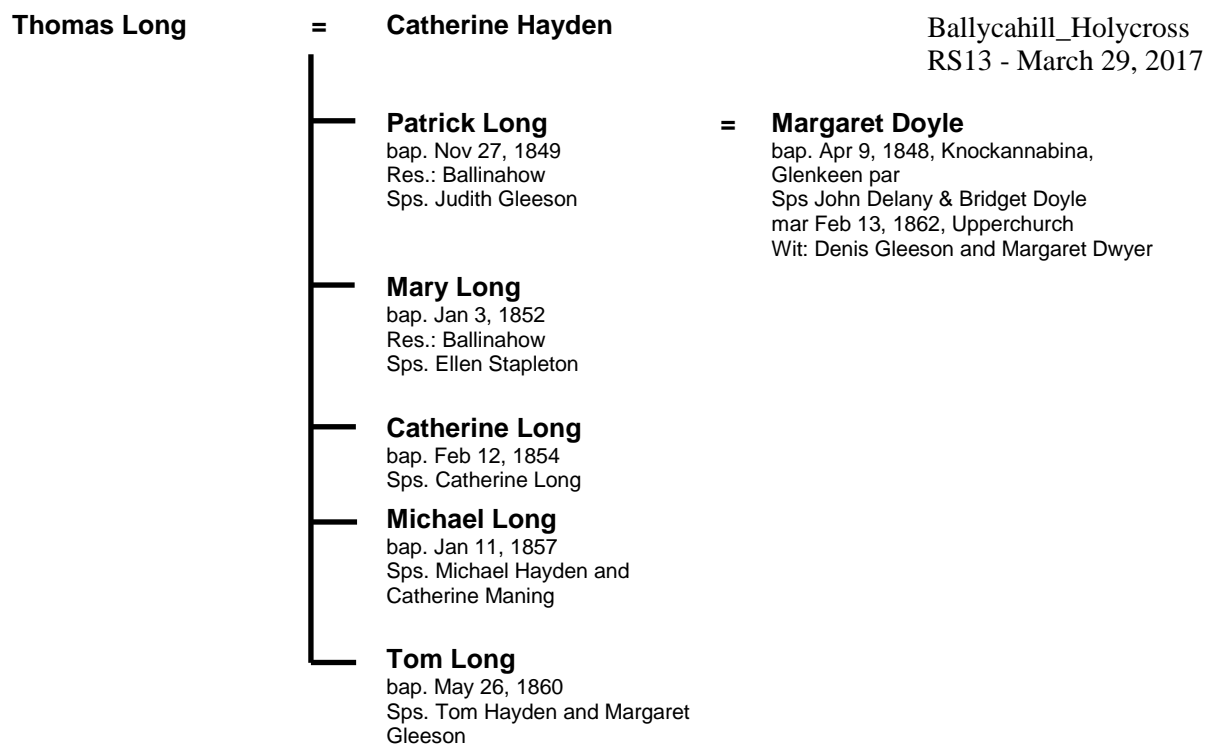 Thomas Long = Catherine Hayden
Ballycahill_Holycross
RS13 - March 29, 2017
Patrick Long = Margaret Doyle
bap. Nov 27, 1849
Res.: Ballinahow
Sps. Judith Gleeson
bap. Apr 9, 1848, Knockannabina,
Glenkeen par
Sps John Delany & Bridget Doyle
mar Feb 13, 1862, Upperchurch
Wit: Denis Gleeson and Margaret Dwyer
Mary Long
bap. Jan 3, 1852
Res.: Ballinahow
Sps. Ellen Stapleton
Catherine Long
bap. Feb 12, 1854
Sps. Catherine Long
Michael Long
bap. Jan 11, 1857
Sps. Michael Hayden and
Catherine Maning
Tom Long
bap. May 26, 1860
Sps. Tom Hayden and Margaret
Gleeson